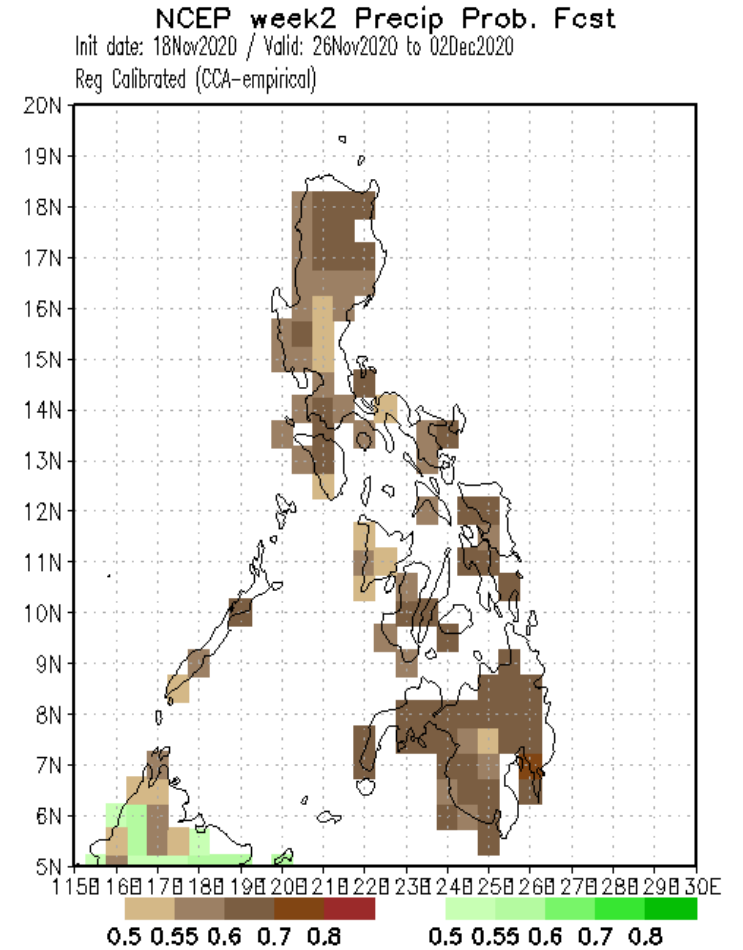 NCEP week2 Precip Prob. Fcst
Init date: 18Nov2020 / Valid: 26Nov2020 to 02Dec2020
Reg Calibrated (CCA-empirical)
20N
19N
18N
17N
16N
15N
14N
13N
12N
11N
10N
9N
8N
7N
6N
5N
115E 116E 117E 118E 119E 120E 121E 122E 123E 124E 125E 126E 127E 128E 129E 130E
0.5 0.55 0.6 0.7 0.8 0.5 0.55 0.6 0.7 0.8